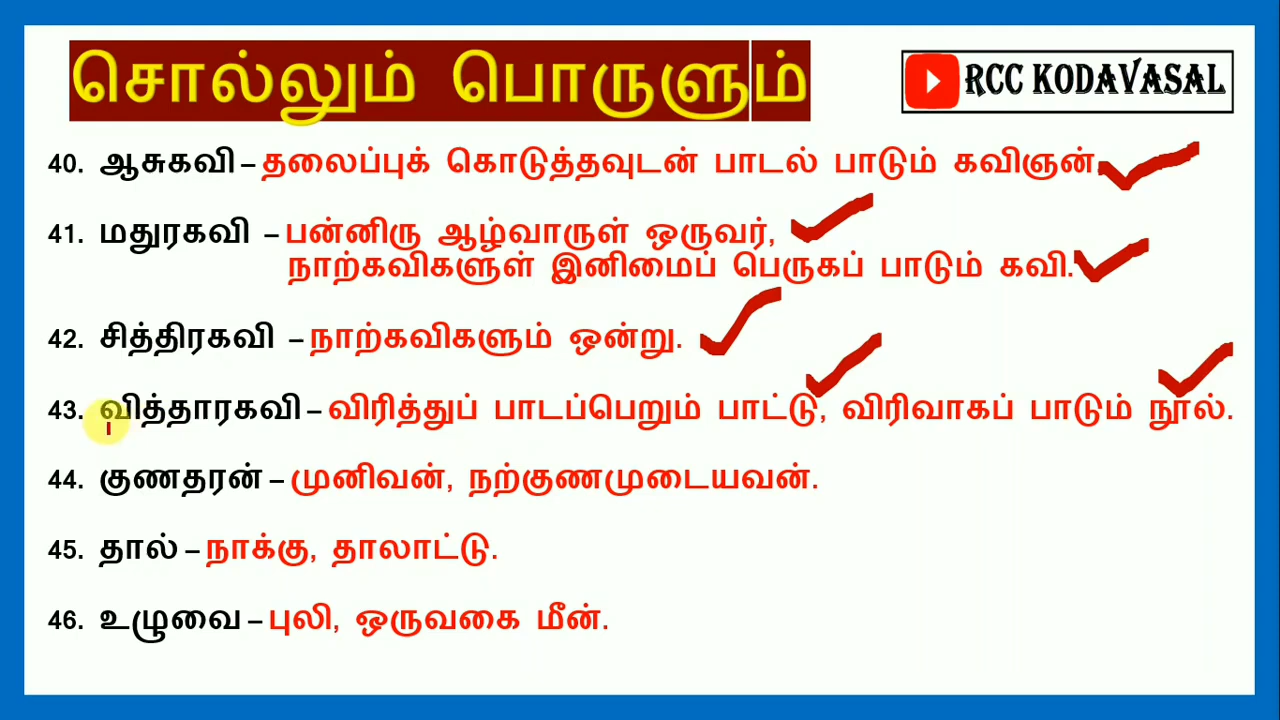 சொல்லும் பொருளும்
RCC KODAVASAL
40. ஆசுகவி – தலைப்புக் கொடுத்தவுடன் பாடல் பாடும் கவிஞன்.
41. மதுரகவி – பன்னிரு ஆழ்வாருள் ஒருவர்,
நாற்கவிகளுள் இனிமைப் பெருகப் பாடும் கவி.
42. சித்திரகவி – நாற்கவிகளும் ஒன்று.
43. வித்தாரகவி – விரித்துப் பாடப்பெறும் பாட்டு, விரிவாகப் பாடும் நூல்.
44. குணதரன் – முனிவன், நற்குணமுடையவன்.
45. தால் – நாக்கு, தாலாட்டு.
46. உழுவை – புலி, ஒருவகை மீன்.